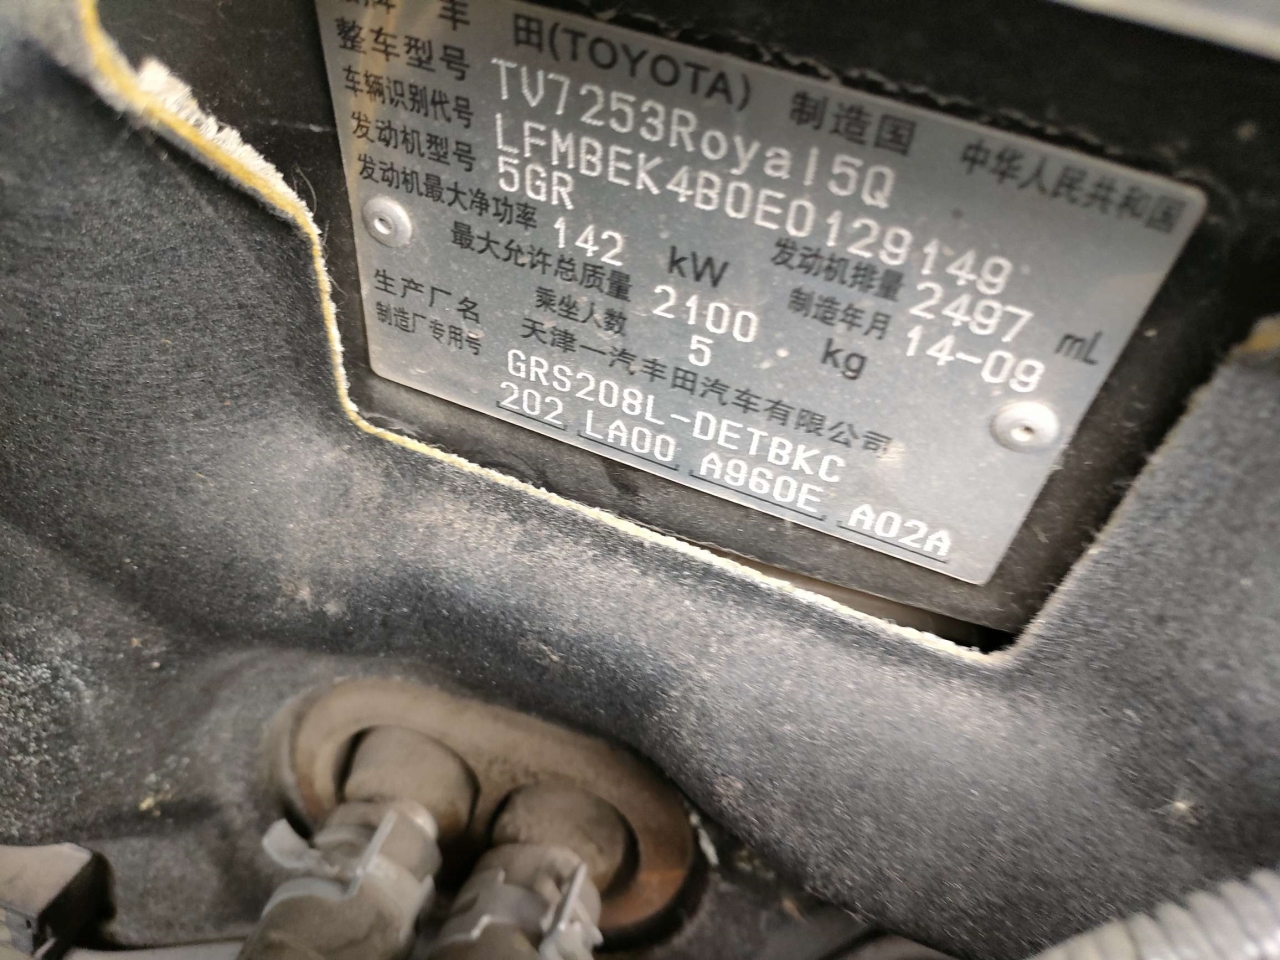 品牌 丰田(TOYOTA) 制造国 中华人民共和国
整车型号 TV7253Royal5Q
车辆识别代号 LFMBEK4B0E0129149
发动机型号 5GR 发动机排量 2497 mL
发动机最大净功率 142 kW 制造年月 14-09
最大允许总质量 2100 kg
乘坐人数 5
生产厂名 天津一汽丰田汽车有限公司
制造厂专用号 GRS208L-DETBKC
202 LA00 A960E A02A